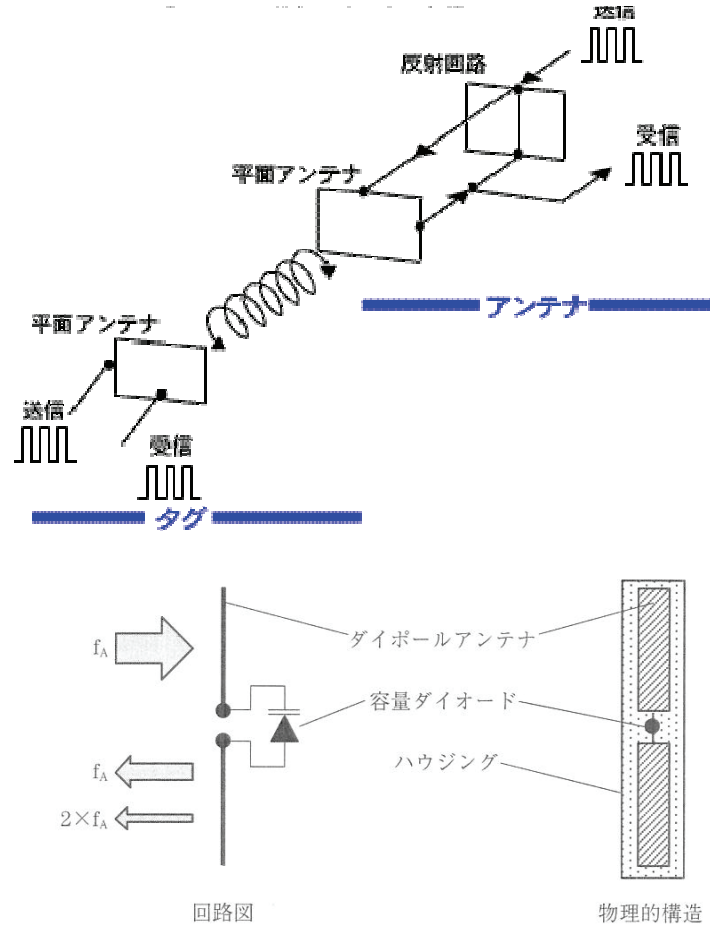 送信
反射回路
受信
平面アンテナ
アンテナ
平面アンテナ
送信
受信
タグ
fA
ダイポールアンテナ
容量ダイオード
fA
ハウジング
2×fA
回路図
物理的構造